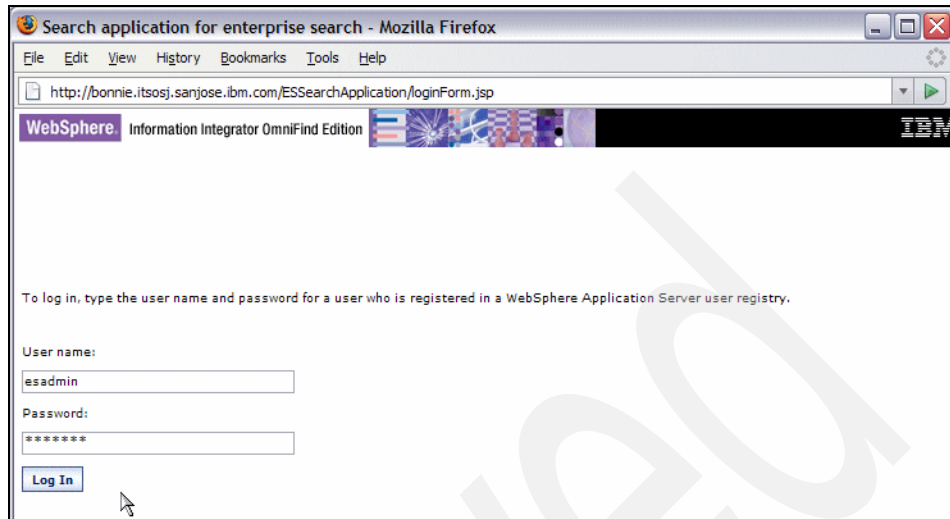 Search application for enterprise search - Mozilla Firefox
File Edit View History Bookmarks Tools Help
http://bonnie.itsosj.sanjose.ibm.com/ESSearchApplication/loginForm.jsp
WebSphere. Information Integrator OmniFind Edition IBM
To log in, type the user name and password for a user who is registered in a WebSphere Application Server user registry.
User name:
esadmin
Password:
*******
Log In